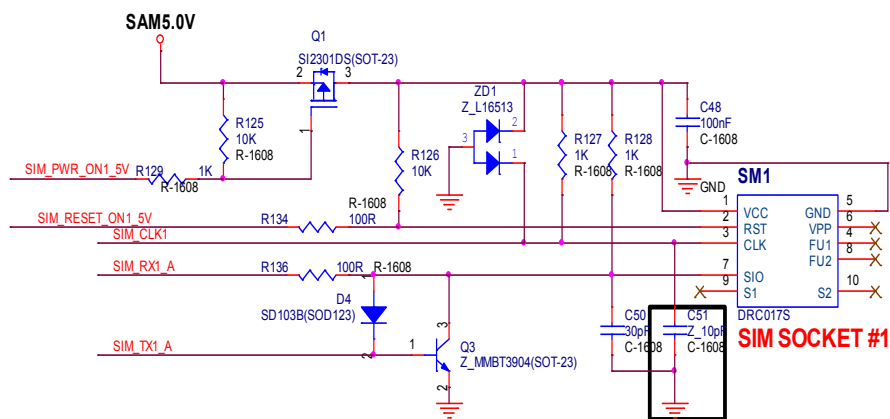 SAM5.0V
Q1
SI2301DS(SOT-23)
2
3
1
R125
10K
R-1608
SIM_PWR_ON1_5V
R129
1K
R-1608
R126
10K
R-1608
ZD1
Z_L16513
3
2
1
R127
1K
R-1608
R128
1K
R-1608
C48
100nF
C-1608
GND
SM1
SIM_RESET_ON1_5V
R134
100R
SIM_CLK1
SIM_RX1_A
R136
100R
R-1608
D4
SD103B(SOD123)
1
2
SIM_TX1_A
1
3
2
Q3
Z_MMBT3904(SOT-23)
C50
30pF
C-1608
C51
Z_10pF
C-1608
1
VCC
GND
5
2
RST
VPP
6
3
CLK
FU1
4
FU2
8
7
SIO
9
S1
S2
10
DRC017S
SIM SOCKET #1